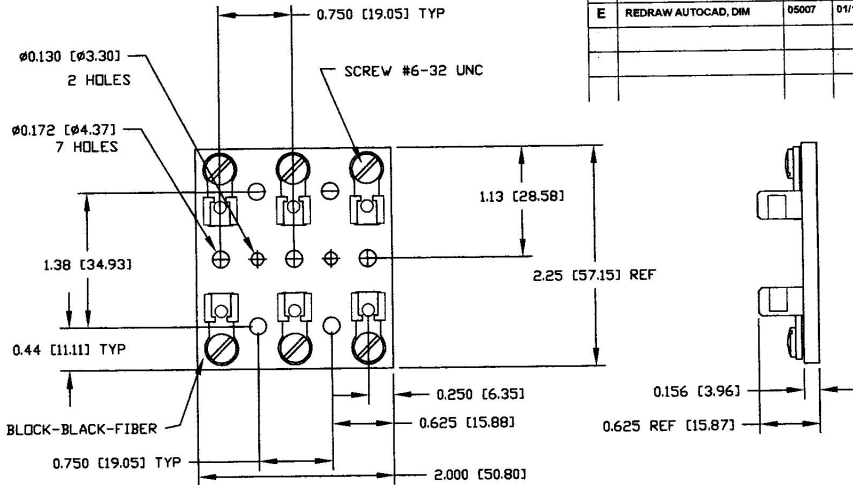 0.750 [19.05] TYP
E REDRAW AUTOCAD, DIM 05007
ø0.130 [ø3.30]
2 HOLES
SCREW #6-32 UNC
ø0.172 [ø4.37]
7 HOLES
1.13 [28.58]
1.38 [34.93]
2.25 [57.15] REF
0.44 [11.11] TYP
0.250 [6.35]
0.156 [3.96]
0.625 [15.88]
0.625 REF [15.87]
BLOCK-BLACK-FIBER
0.750 [19.05] TYP
2.000 [50.80]